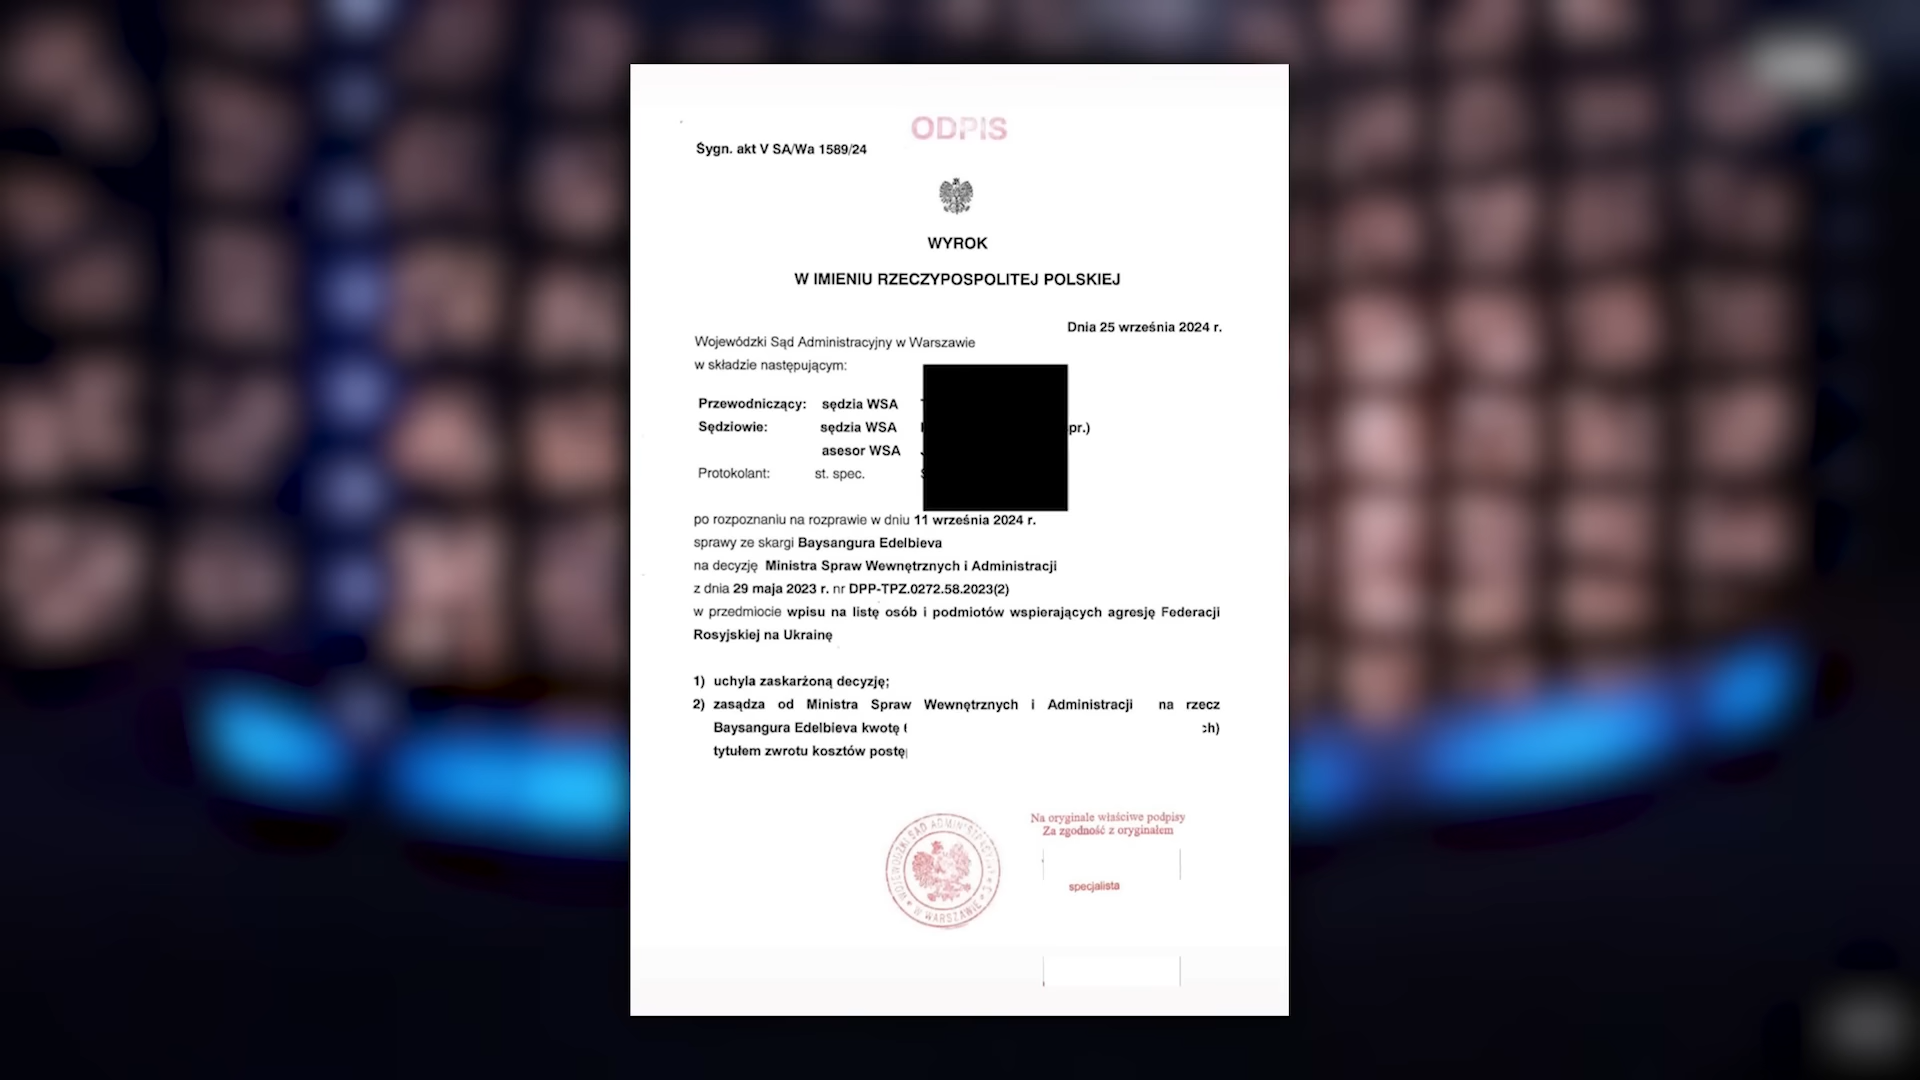 ODPIS
Sygn. akt V SA/Wa 1589/24
WYROK
W IMIENIU RZECZYPOSPOLITEJ POLSKIEJ
Dnia 25 września 2024 r.
Wojewódzki Sąd Administracyjny w Warszawie
w składzie następującym:
Przewodniczący: sędzia WSA
Sędziowie: sędzia WSA pr.)
asesor WSA
Protokolant: st. spec.
po rozpoznaniu na rozprawie w dniu 11 września 2024 r.
sprawy ze skargi Baysangura Edelbieva
na decyzję Ministra Spraw Wewnętrznych i Administracji
z dnia 29 maja 2023 r. nr DPP-TPZ.0272.58.2023(2)
w przedmiocie wpisu na listę osób i podmiotów wspierających agresję Federacji
Rosyjskiej na Ukrainę
1) uchyla zaskarżoną decyzję;
2) zasądza od Ministra Spraw Wewnętrznych i Administracji na rzecz
Baysangura Edelbieva kwotę ch)
tytułem zwrotu kosztów postę
WOJEWÓDZKI SĄD ADMINISTRACYJNY
W WARSZAWIE
Na oryginale właściwe podpisy
Za zgodność z oryginałem
specjalista